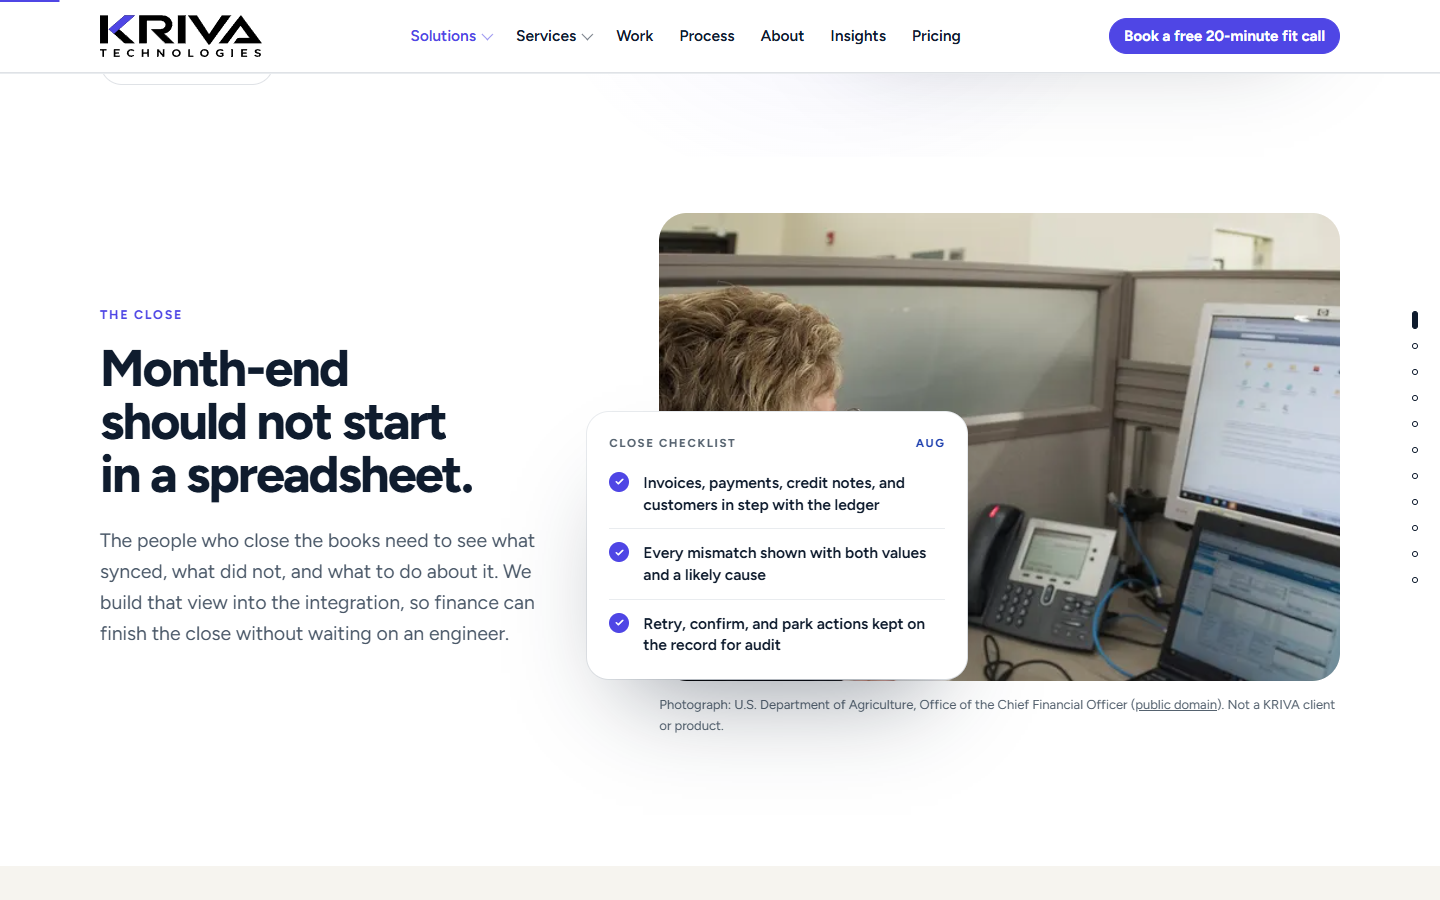 KRIVA
TECHNOLOGIES
Solutions
Services
Work
Process
About
Insights
Pricing
Book a free 20-minute fit call
THE CLOSE
Month-end
should not start
in a spreadsheet.
The people who close the books need to see what
synced, what did not, and what to do about it. We
build that view into the integration, so finance can
finish the close without waiting on an engineer.
CLOSE CHECKLIST
AUG
Invoices, payments, credit notes, and
customers in step with the ledger
Every mismatch shown with both values
and a likely cause
Retry, confirm, and park actions kept on
the record for audit
Photograph: U.S. Department of Agriculture, Office of the Chief Financial Officer (public domain). Not a KRIVA client
or product.